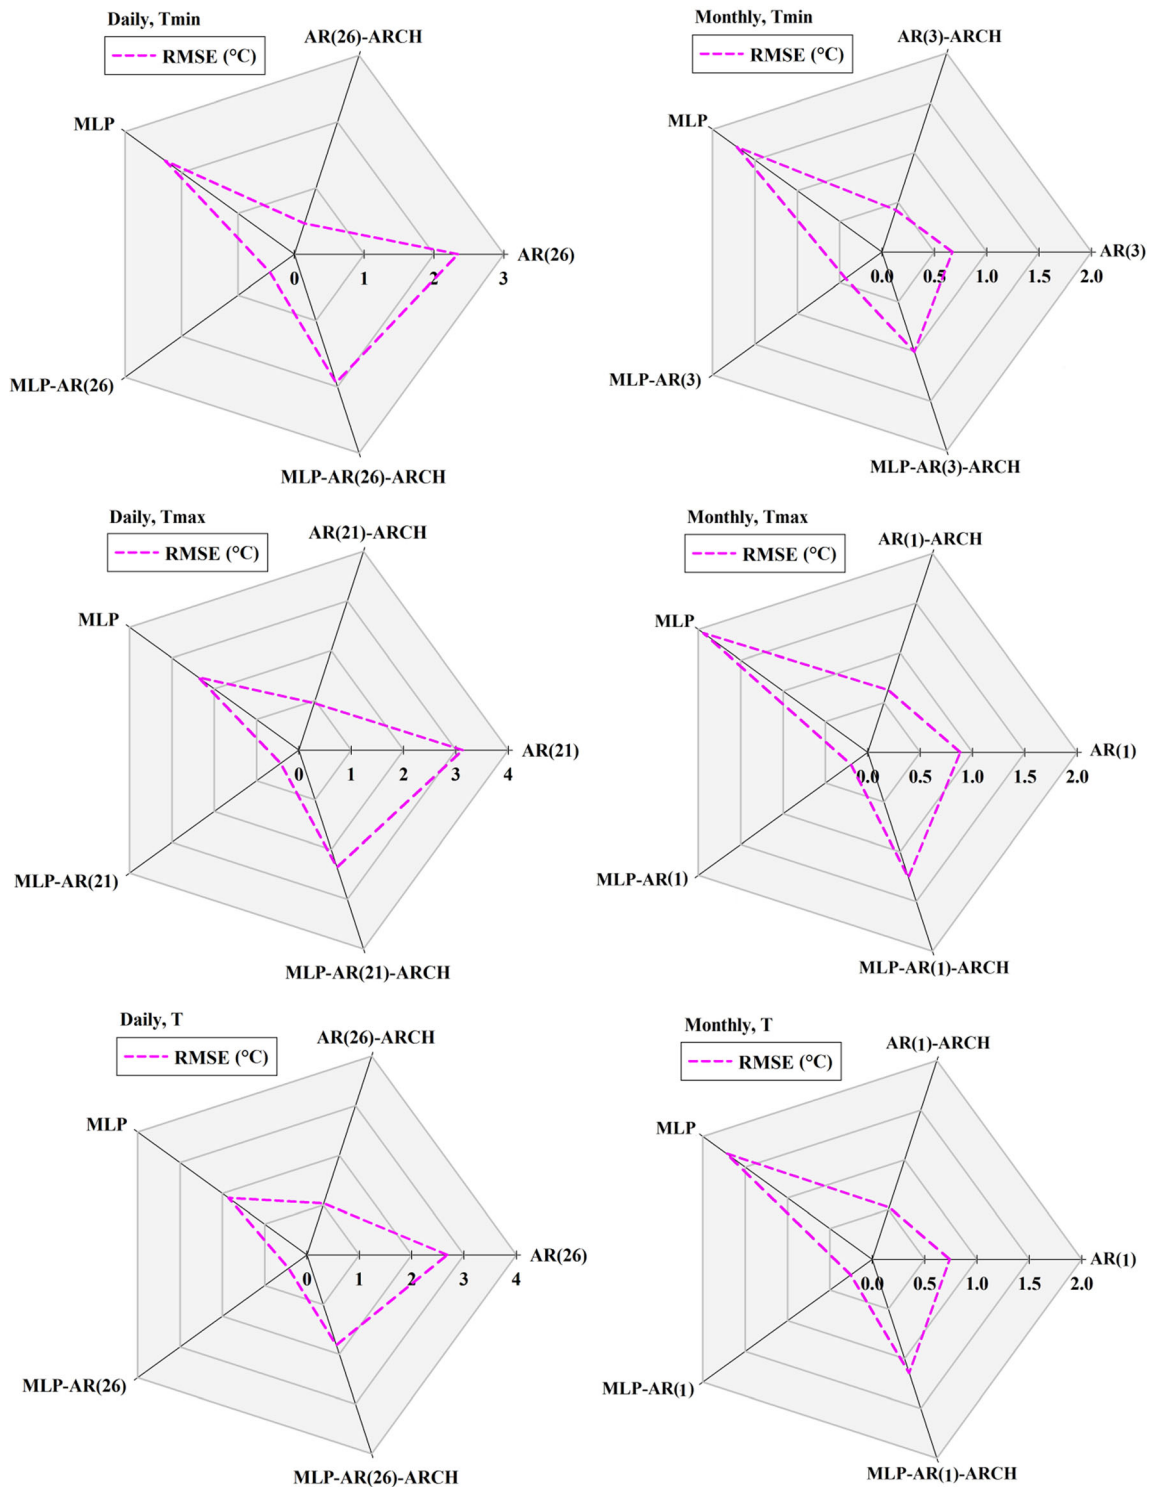 Daily, Tmin
RMSE (°C)
AR(26)-ARCH
MLP
AR(26)
0 1 2 3
MLP-AR(26)
MLP-AR(26)-ARCH
Monthly, Tmin
RMSE (°C)
AR(3)-ARCH
MLP
AR(3)
0.0 0.5 1.0 1.5 2.0
MLP-AR(3)
MLP-AR(3)-ARCH
Daily, Tmax
RMSE (°C)
AR(21)-ARCH
MLP
AR(21)
0 1 2 3 4
MLP-AR(21)
MLP-AR(21)-ARCH
Monthly, Tmax
RMSE (°C)
AR(1)-ARCH
MLP
AR(1)
0.0 0.5 1.0 1.5 2.0
MLP-AR(1)
MLP-AR(1)-ARCH
Daily, T
RMSE (°C)
AR(26)-ARCH
MLP
AR(26)
0 1 2 3 4
MLP-AR(26)
MLP-AR(26)-ARCH
Monthly, T
RMSE (°C)
AR(1)-ARCH
MLP
AR(1)
0.0 0.5 1.0 1.5 2.0
MLP-AR(1)
MLP-AR(1)-ARCH